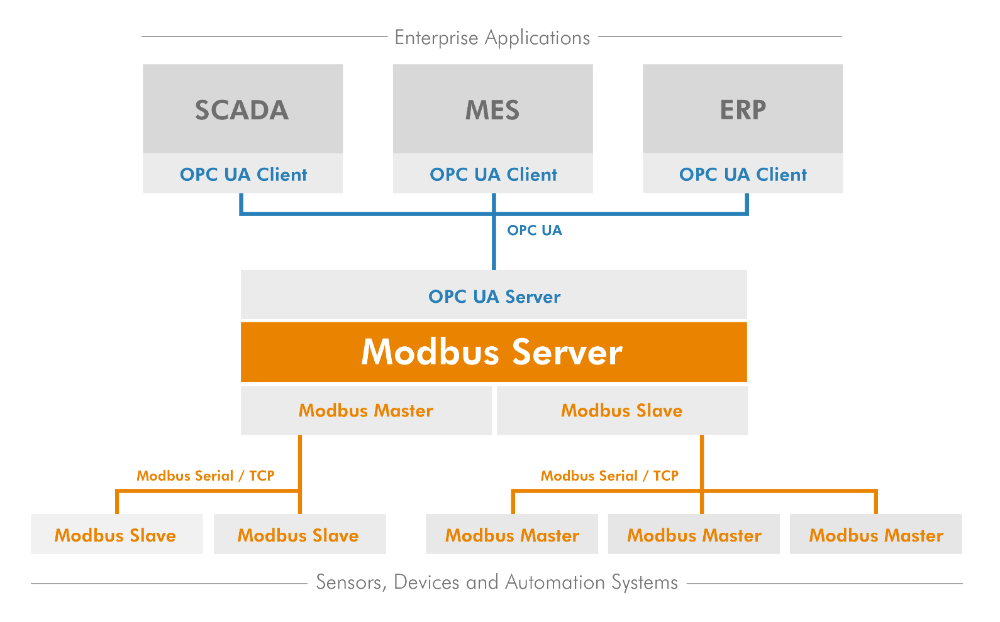 Enterprise Applications
SCADA
MES
ERP
OPC UA Client
OPC UA Client
OPC UA Client
OPC UA
OPC UA Server
Modbus Server
Modbus Master
Modbus Slave
Modbus Serial / TCP
Modbus Serial / TCP
Modbus Slave
Modbus Slave
Modbus Master
Modbus Master
Modbus Master
Sensors, Devices and Automation Systems